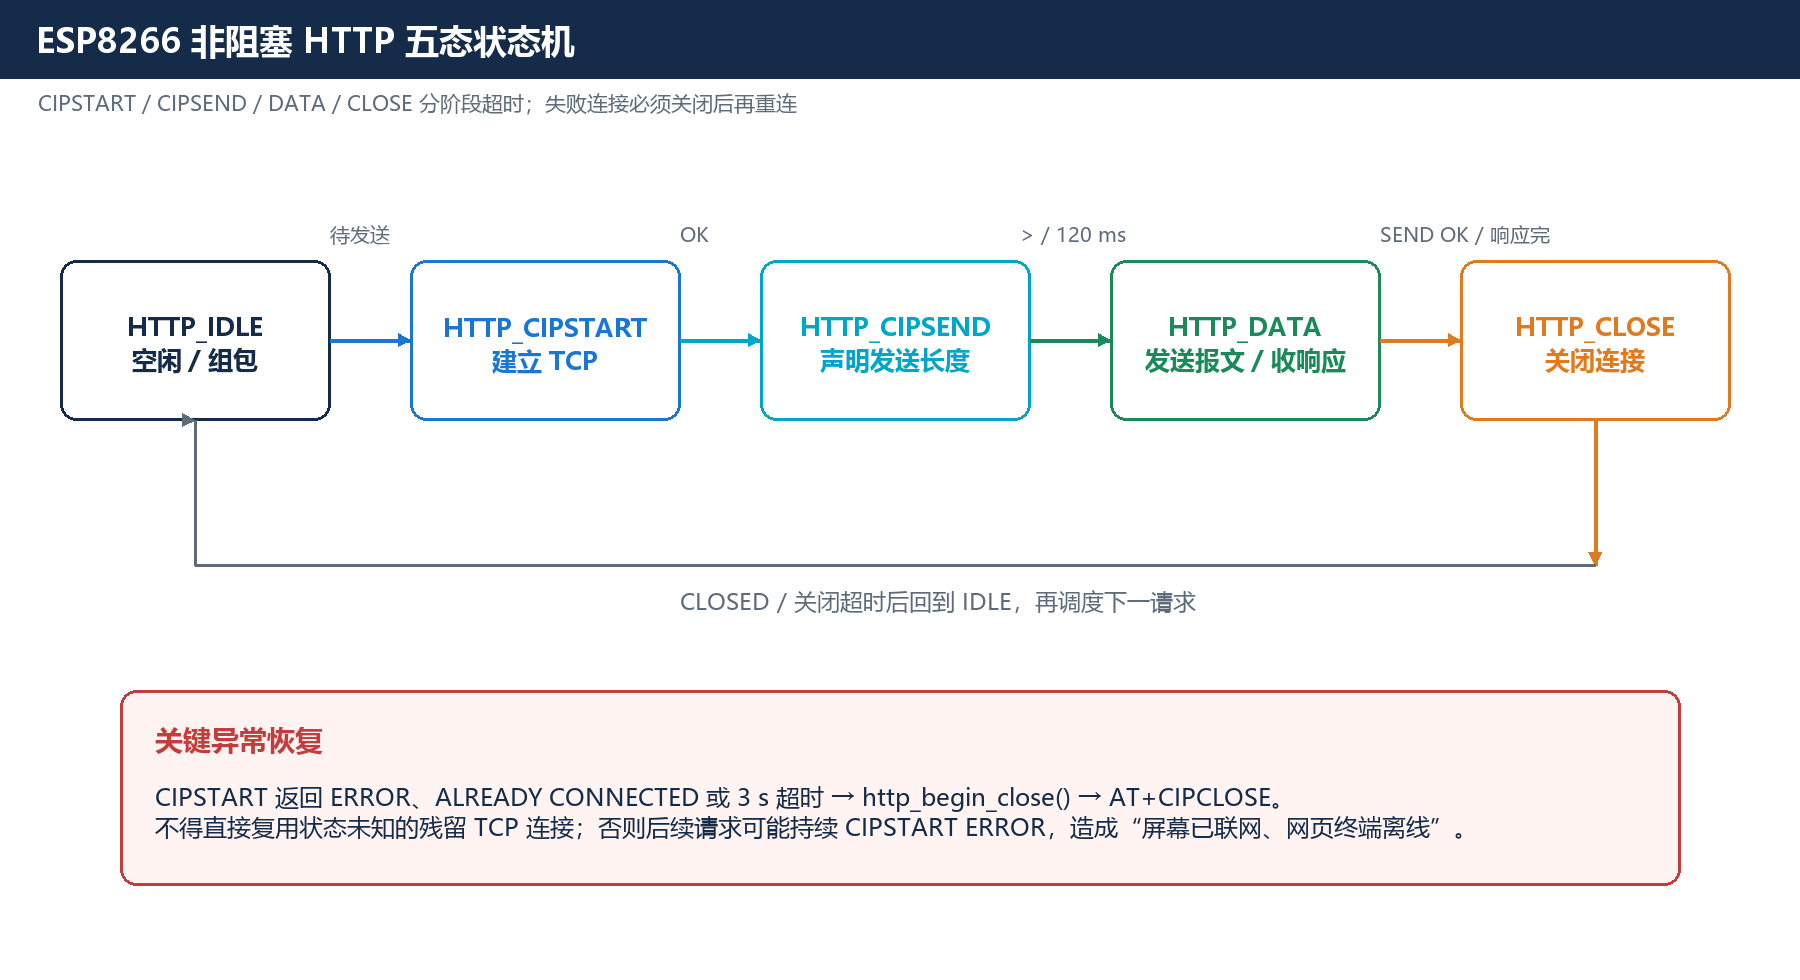 ESP8266 非阻塞 HTTP 五态状态机
CIPSTART / CIPSEND / DATA / CLOSE 分阶段超时；失败连接必须关闭后再重连
待发送
OK
> / 120 ms
SEND OK / 响应完
HTTP_IDLE
空闲 / 组包
HTTP_CIPSTART
建立 TCP
HTTP_CIPSEND
声明发送长度
HTTP_DATA
发送报文 / 收响应
HTTP_CLOSE
关闭连接
CLOSED / 关闭超时后回到 IDLE，再调度下一请求
关键异常恢复
CIPSTART 返回 ERROR、ALREADY CONNECTED 或 3 s 超时 → http_begin_close() → AT+CIPCLOSE。
不得直接复用状态未知的残留 TCP 连接；否则后续请求可能持续 CIPSTART ERROR，造成“屏幕已联网、网页终端离线”。